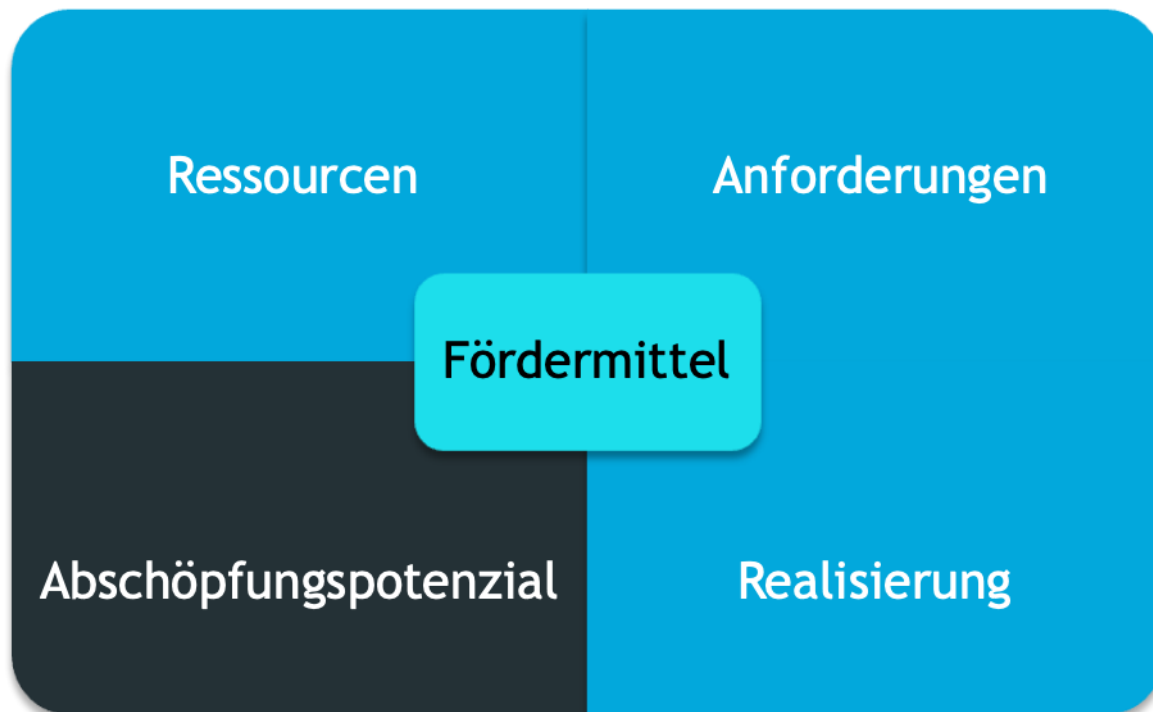 Ressourcen
Anforderungen
Fördermittel
Abschöpfungspotenzial
Realisierung